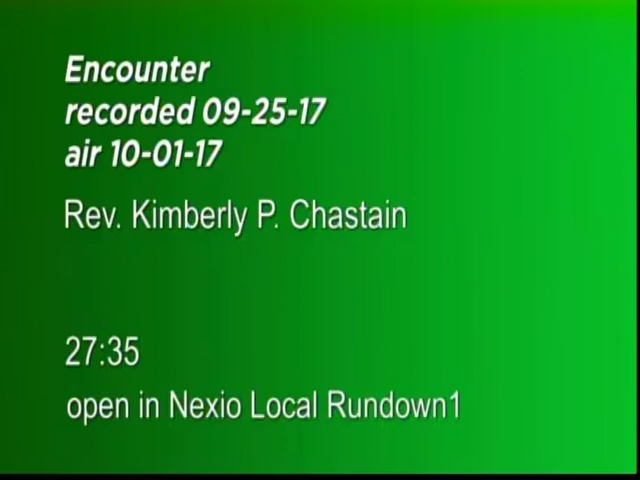 Encounter
recorded 09-25-17
air 10-01-17
Rev. Kimberly P. Chastain
27:35
open in Nexio Local Rundown1